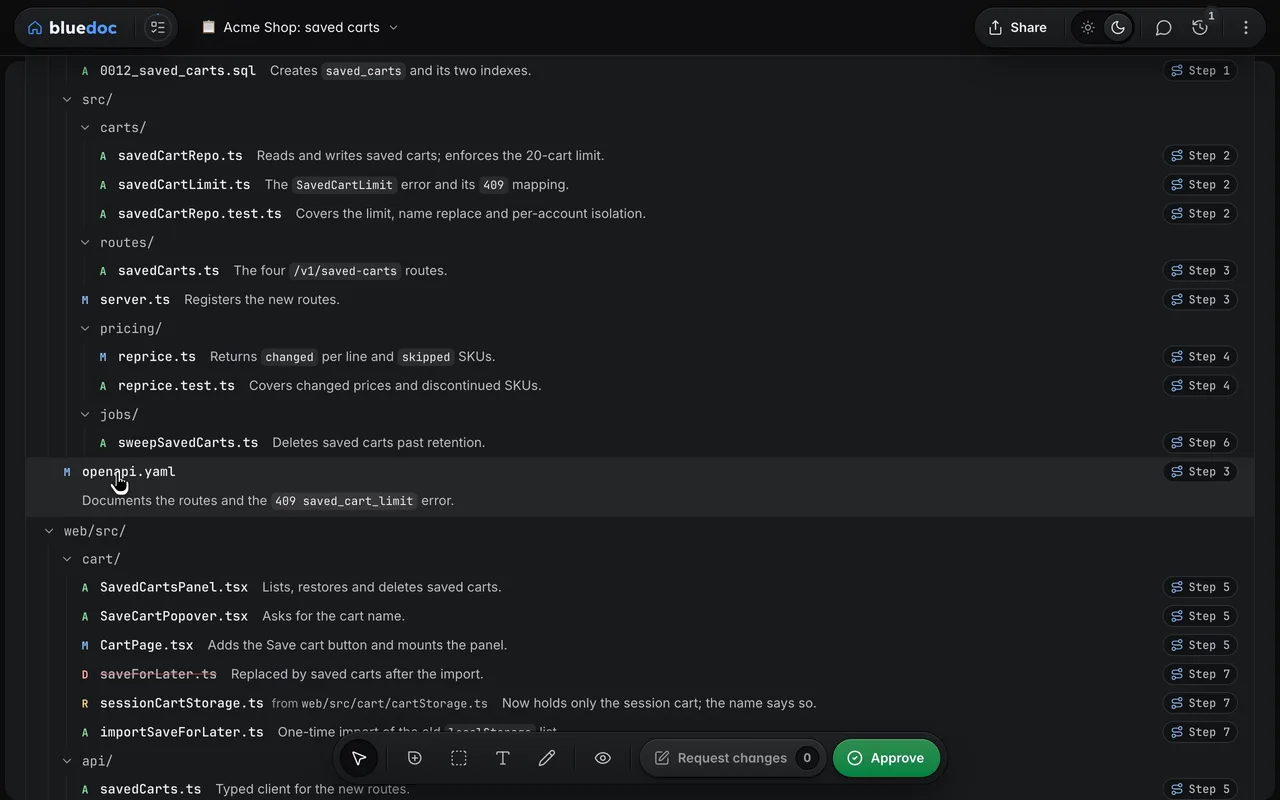 bluedoc
📋 Acme Shop: saved carts
Share
1
A 0012_saved_carts.sql Creates saved_carts and its two indexes. Step 1
src/
carts/
A savedCartRepo.ts Reads and writes saved carts; enforces the 20-cart limit. Step 2
A savedCartLimit.ts The SavedCartLimit error and its 409 mapping. Step 2
A savedCartRepo.test.ts Covers the limit, name replace and per-account isolation. Step 2
routes/
A savedCarts.ts The four /v1/saved-carts routes. Step 3
M server.ts Registers the new routes. Step 3
pricing/
M reprice.ts Returns changed per line and skipped SKUs. Step 4
A reprice.test.ts Covers changed prices and discontinued SKUs. Step 4
jobs/
A sweepSavedCarts.ts Deletes saved carts past retention. Step 6
M openapi.yaml Step 3
Documents the routes and the 409 saved_cart_limit error.
web/src/
cart/
A SavedCartsPanel.tsx Lists, restores and deletes saved carts. Step 5
A SaveCartPopover.tsx Asks for the cart name. Step 5
M CartPage.tsx Adds the Save cart button and mounts the panel. Step 5
D saveForLater.ts Replaced by saved carts after the import. Step 7
R sessionCartStorage.ts from web/src/cart/cartStorage.ts Now holds only the session cart; the name says so. Step 7
A importSaveForLater.ts One-time import of the old localStorage list. Step 7
Request changes 0
Approve
api/
A savedCarts.ts Typed client for the new routes. Step 5